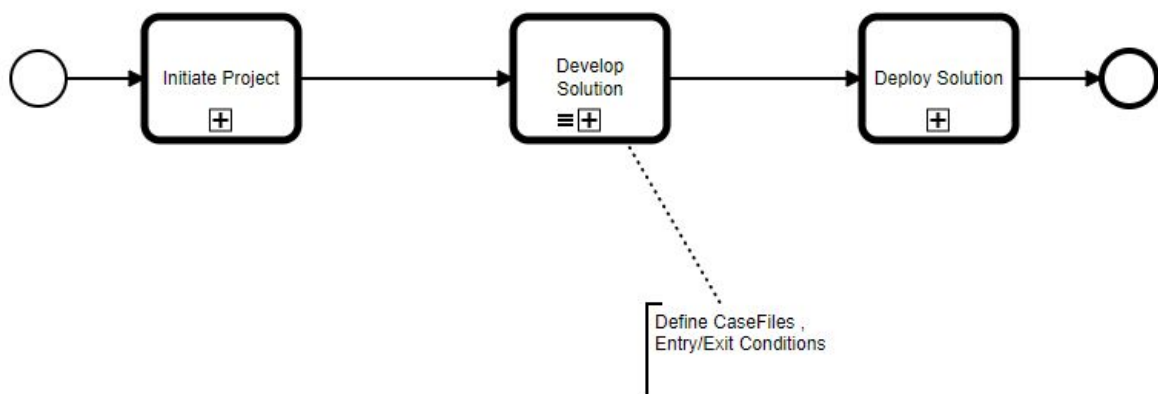 Initiate Project
Develop
Solution
Deploy Solution
Define CaseFiles ,
Entry/Exit Conditions